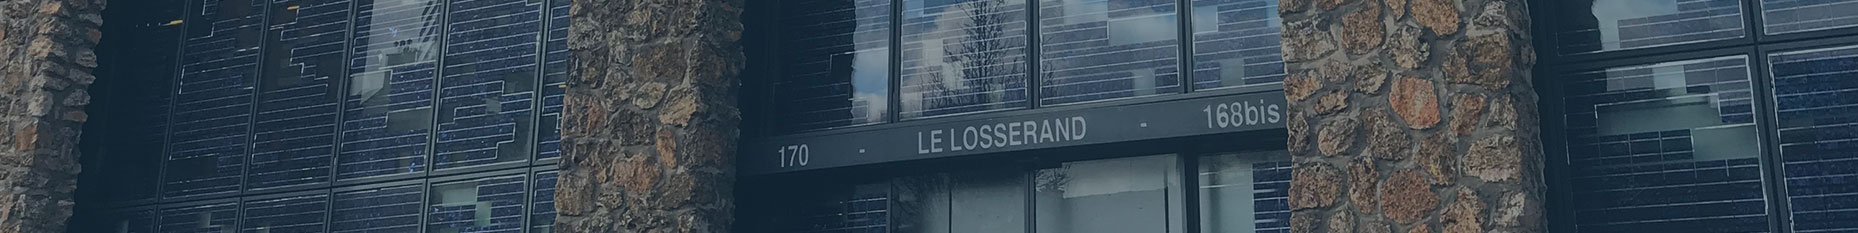 170 - LE LOSSERAND - 168bis